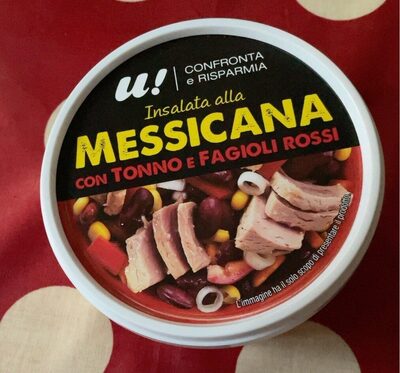 u! CONFRONTA
e RISPARMIA
Insalata alla
MESSICANA
CON TONNO E FAGIOLI ROSSI
L'immagine ha il solo scopo di presentare il prodotto